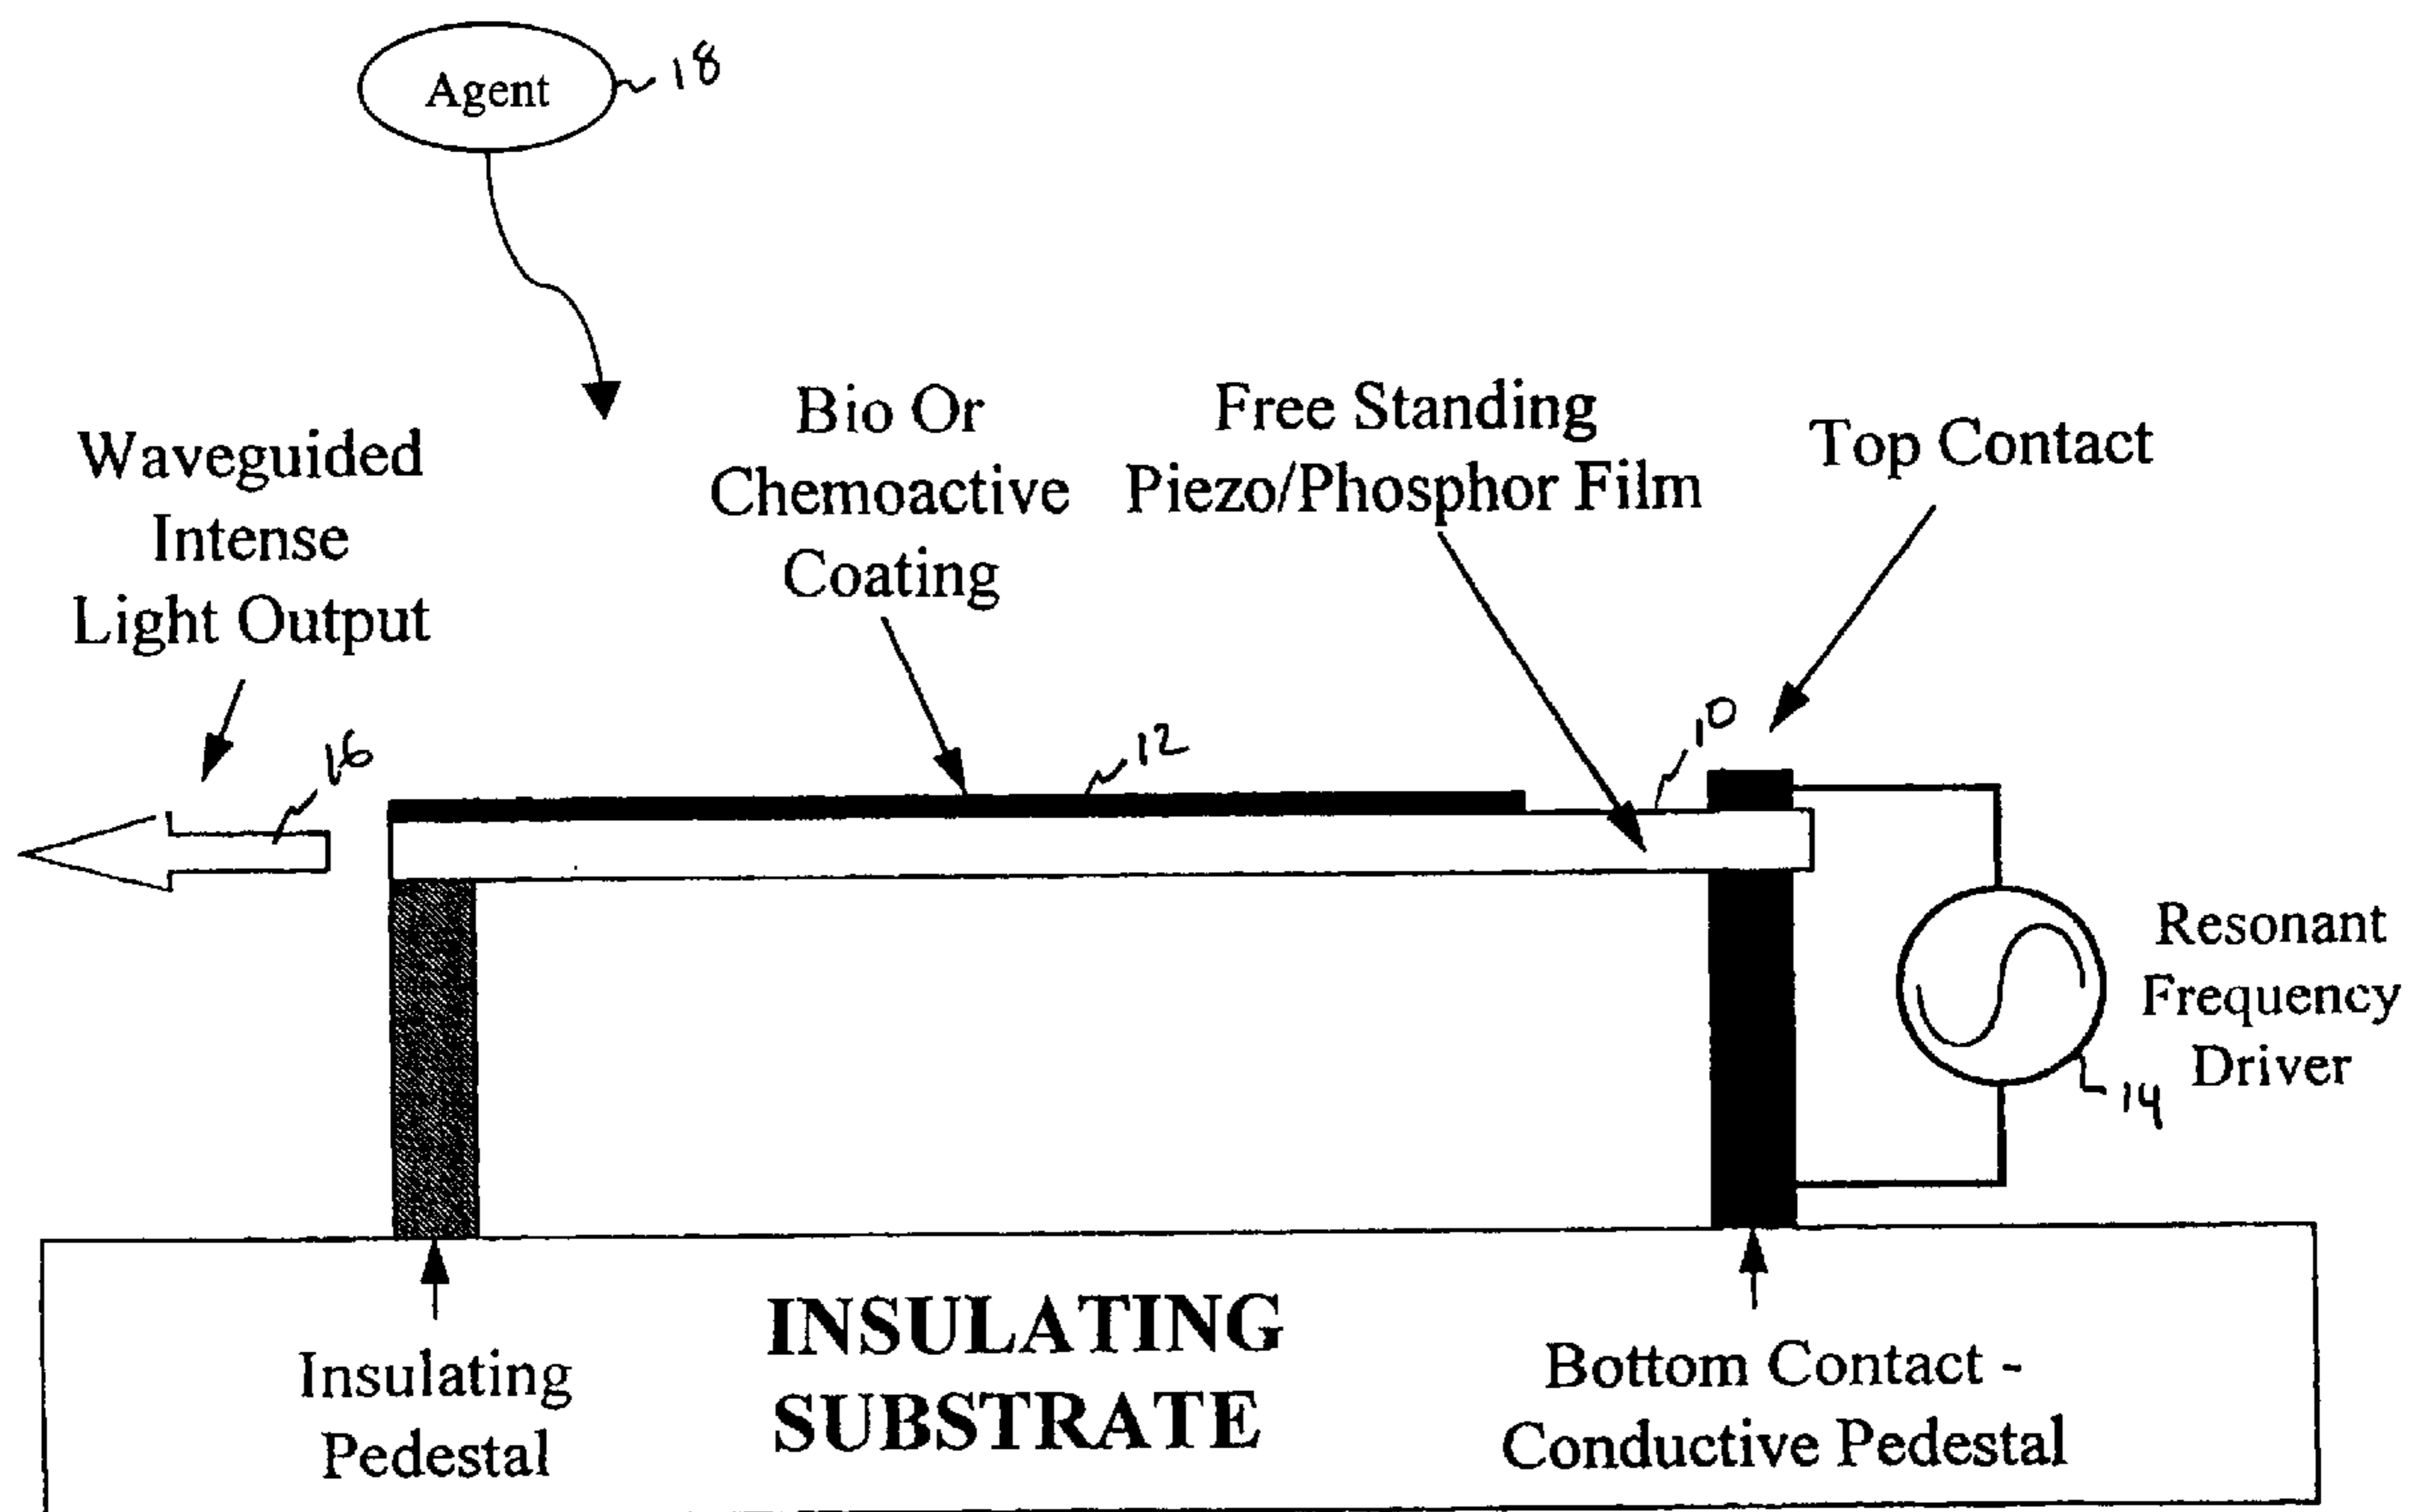 Agent
18
Waveguided
Intense
Light Output
Bio Or
Chemoactive
Coating
Free Standing
Piezo/Phosphor Film
Top Contact
16
12
10
Resonant
Frequency
Driver
14
Insulating
Pedestal
INSULATING
SUBSTRATE
Bottom Contact -
Conductive Pedestal